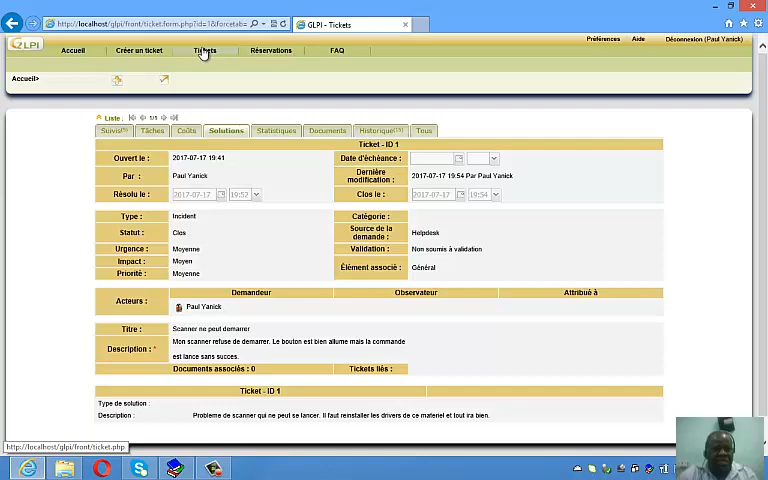 http://localhost/glpi/front/ticket.form.php?id=1&forcetab=
GLPI - Tickets
GLPI
Préférences Aide Déconnexion (Paul Yanick)
Accueil Créer un ticket Tickets Réservations FAQ
Accueil>
Liste : 1/1
Suivis(5) Tâches Coûts Solutions Statistiques Documents Historique(15) Tous
Ticket - ID 1
Ouvert le : 2017-07-17 19:41 Date d'échéance :
Par : Paul Yanick Dernière modification : 2017-07-17 19:54 Par Paul Yanick
Résolu le : 2017-07-17 19:52 Clos le : 2017-07-17 19:54
Type : Incident Catégorie :
Statut : Clos Source de la demande : Helpdesk
Urgence : Moyenne Validation : Non soumis à validation
Impact : Moyen Élément associé : Général
Priorité : Moyenne
Acteurs : Demandeur Observateur Attribué à
Paul Yanick
Titre : Scanner ne peut demarrer
Description : * Mon scanner refuse de demarrer. Le bouton est bien allume mais la commande
est lance sans succes.
Documents associés : 0 Tickets liés :
Ticket - ID 1
Type de solution :
Description : Probleme de scanner qui ne peut se lancer. Il faut reinstaller les drivers de ce materiel et tout ira bien.
http://localhost/glpi/front/ticket.php